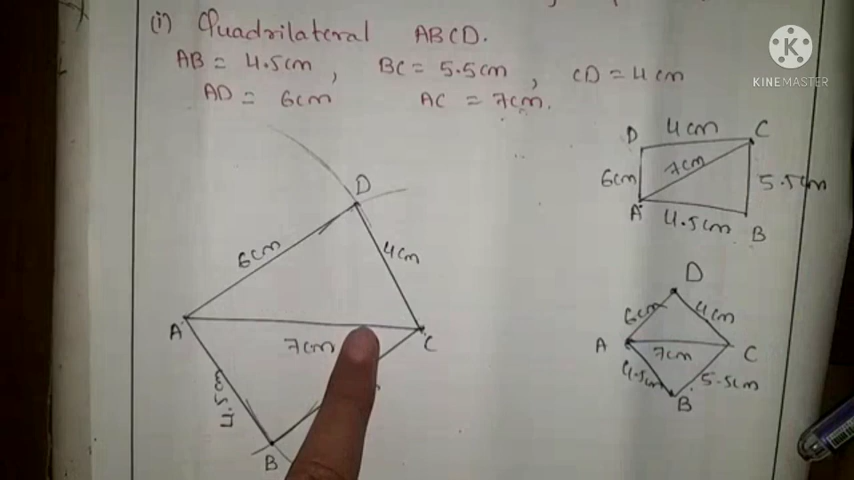 (i) Quadrilateral ABCD.
AB = 4.5cm , BC = 5.5cm , CD = 4cm
AD = 6cm AC = 7cm.
D
6cm
4cm
A
7cm
C
4.5
B
D 4cm C
6cm 7cm 5.5cm
A 4.5cm B
D
6cm 4cm
A 7cm C
4.5cm 5.5cm
B
K
KINEMASTER